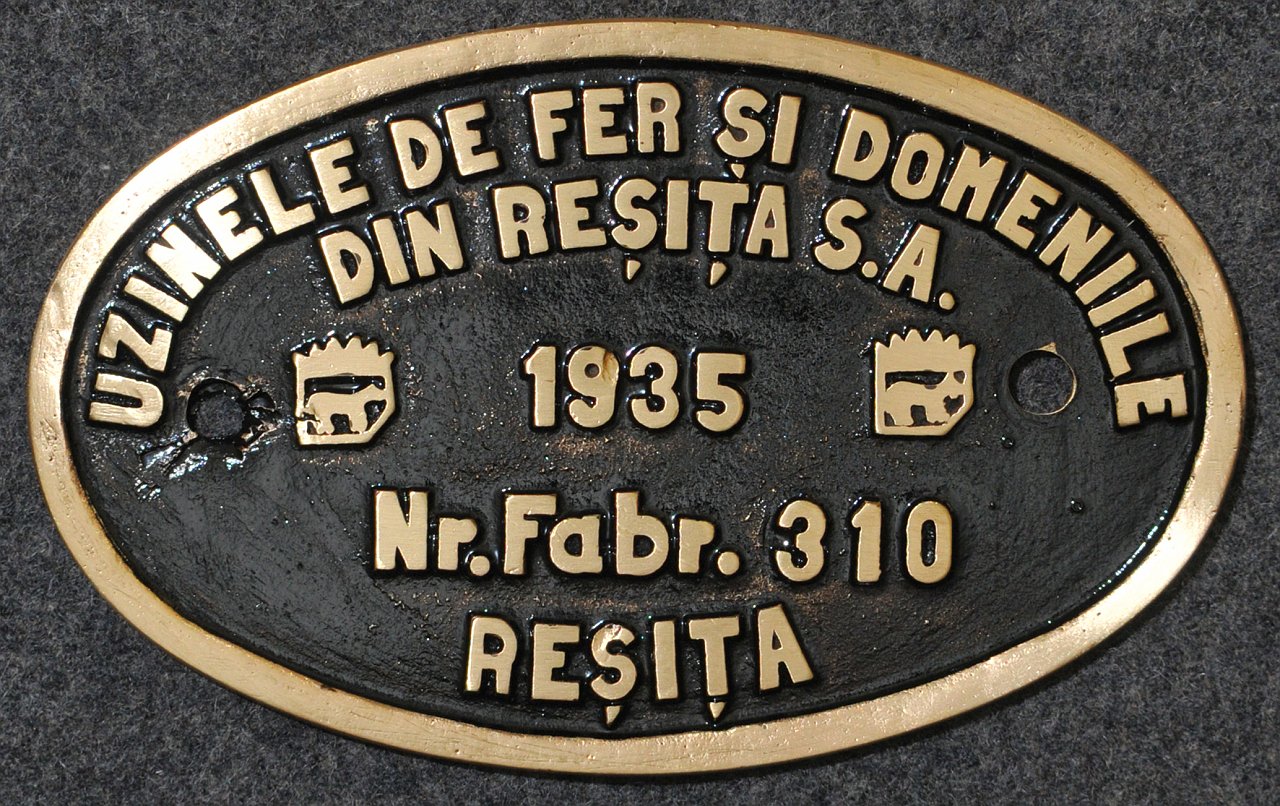 UZINELE DE FER ȘI DOMENIILE
DIN REȘIȚA S.A.
1935
Nr. Fabr. 310
REȘIȚA